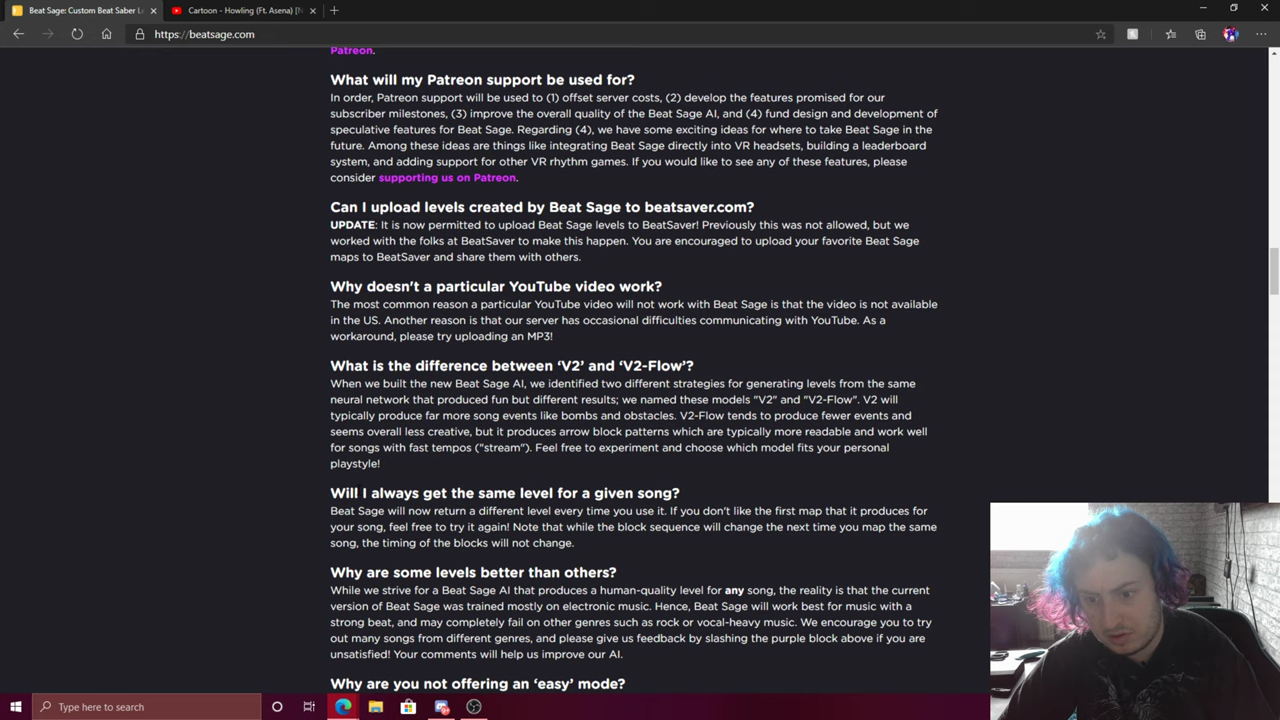 Beat Sage: Custom Beat Saber L
Cartoon - Howling (Ft. Asena) [N
https://beatsage.com
Patreon.
What will my Patreon support be used for?
In order, Patreon support will be used to (1) offset server costs, (2) develop the features promised for our
subscriber milestones, (3) improve the overall quality of the Beat Sage AI, and (4) fund design and development of
speculative features for Beat Sage. Regarding (4), we have some exciting ideas for where to take Beat Sage in the
future. Among these ideas are things like integrating Beat Sage directly into VR headsets, building a leaderboard
system, and adding support for other VR rhythm games. If you would like to see any of these features, please
consider supporting us on Patreon.
Can I upload levels created by Beat Sage to beatsaver.com?
UPDATE: It is now permitted to upload Beat Sage levels to BeatSaver! Previously this was not allowed, but we
worked with the folks at BeatSaver to make this happen. You are encouraged to upload your favorite Beat Sage
maps to BeatSaver and share them with others.
Why doesn't a particular YouTube video work?
The most common reason a particular YouTube video will not work with Beat Sage is that the video is not available
in the US. Another reason is that our server has occasional difficulties communicating with YouTube. As a
workaround, please try uploading an MP3!
What is the difference between ‘V2’ and ‘V2-Flow’?
When we built the new Beat Sage AI, we identified two different strategies for generating levels from the same
neural network that produced fun but different results; we named these models "V2" and "V2-Flow". V2 will
typically produce far more song events like bombs and obstacles. V2-Flow tends to produce fewer events and
seems overall less creative, but it produces arrow block patterns which are typically more readable and work well
for songs with fast tempos ("stream"). Feel free to experiment and choose which model fits your personal
playstyle!
Will I always get the same level for a given song?
Beat Sage will now return a different level every time you use it. If you don't like the first map that it produces for
your song, feel free to try it again! Note that while the block sequence will change the next time you map the same
song, the timing of the blocks will not change.
Why are some levels better than others?
While we strive for a Beat Sage AI that produces a human-quality level for any song, the reality is that the current
version of Beat Sage was trained mostly on electronic music. Hence, Beat Sage will work best for music with a
strong beat, and may completely fail on other genres such as rock or vocal-heavy music. We encourage you to try
out many songs from different genres, and please give us feedback by slashing the purple block above if you are
unsatisfied! Your comments will help us improve our AI.
Why are you not offering an ‘easy’ mode?
Type here to search